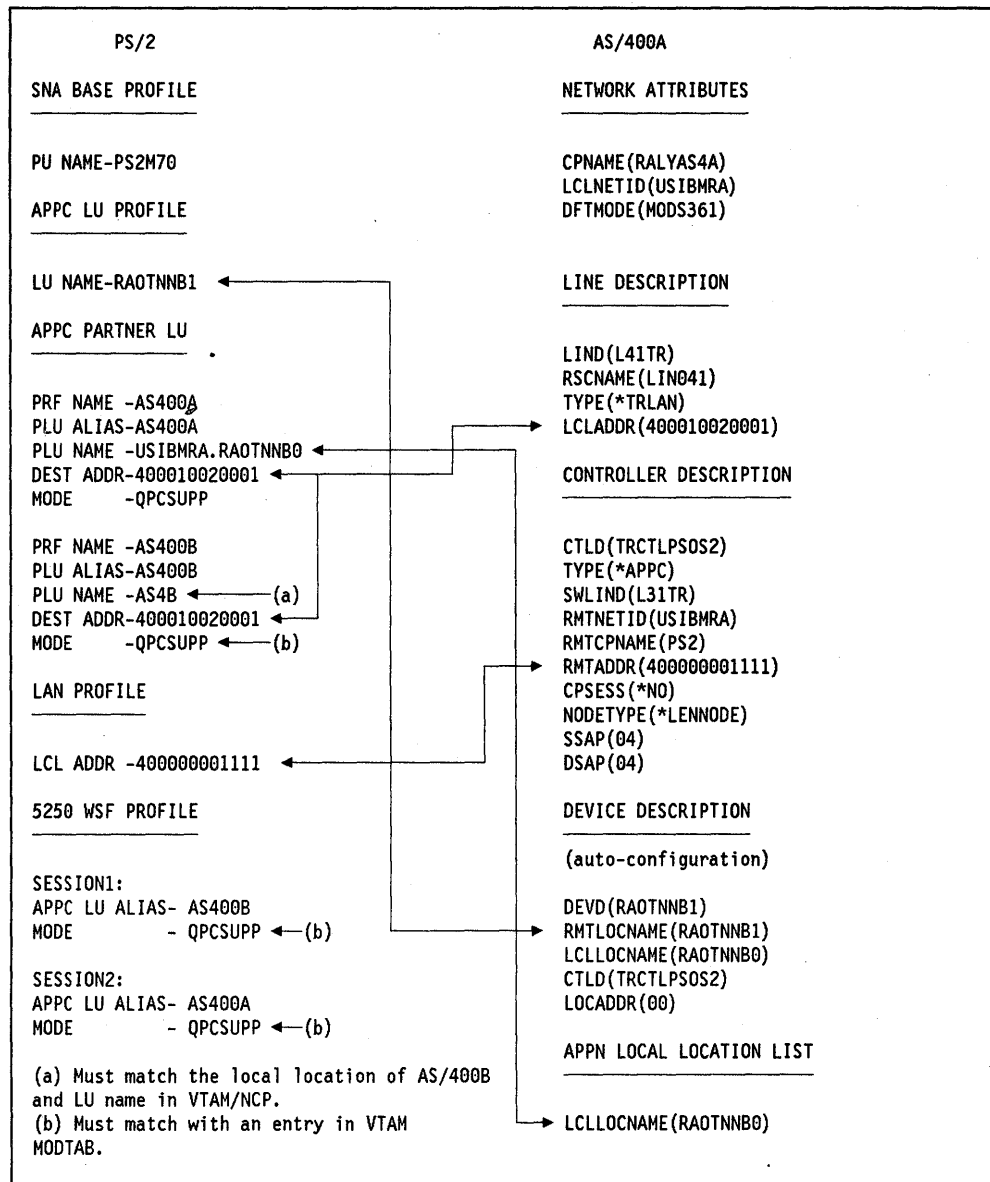 PS/2
SNA BASE PROFILE
PU NAME-PS2M70
APPC LU PROFILE
LU NAME-RAOTNNB1
APPC PARTNER LU
PRF NAME -AS400A
PLU ALIAS-AS400A
PLU NAME -USIBMRA.RAOTNNB0
DEST ADDR-400010020001
MODE -QPCSUPP
PRF NAME -AS400B
PLU ALIAS-AS400B
PLU NAME -AS4B (a)
DEST ADDR-400010020001
MODE -QPCSUPP (b)
LAN PROFILE
LCL ADDR -400000001111
5250 WSF PROFILE
SESSION1:
APPC LU ALIAS- AS400B
MODE - QPCSUPP (b)
SESSION2:
APPC LU ALIAS- AS400A
MODE - QPCSUPP (b)
(a) Must match the local location of AS/400B
and LU name in VTAM/NCP.
(b) Must match with an entry in VTAM
MODTAB.
AS/400A
NETWORK ATTRIBUTES
CPNAME(RALYAS4A)
LCLNETID(USIBMRA)
DFTMODE(MODS361)
LINE DESCRIPTION
LIND(L41TR)
RSCNAME(LIN041)
TYPE(*TRLAN)
LCLADDR(400010020001)
CONTROLLER DESCRIPTION
CTLD(TRCTLPSOS2)
TYPE(*APPC)
SWLIND(L31TR)
RMTNETID(USIBMRA)
RMTCPNAME(PS2)
RMTADDR(400000001111)
CPSESS(*NO)
NODETYPE(*LENNODE)
SSAP(04)
DSAP(04)
DEVICE DESCRIPTION
(auto-configuration)
DEVD(RAOTNNB1)
RMTLOCNAME(RAOTNNB1)
LCLLOCNAME(RAOTNNB0)
CTLD(TRCTLPSOS2)
LOCADDR(00)
APPN LOCAL LOCATION LIST
LCLLOCNAME(RAOTNNB0)